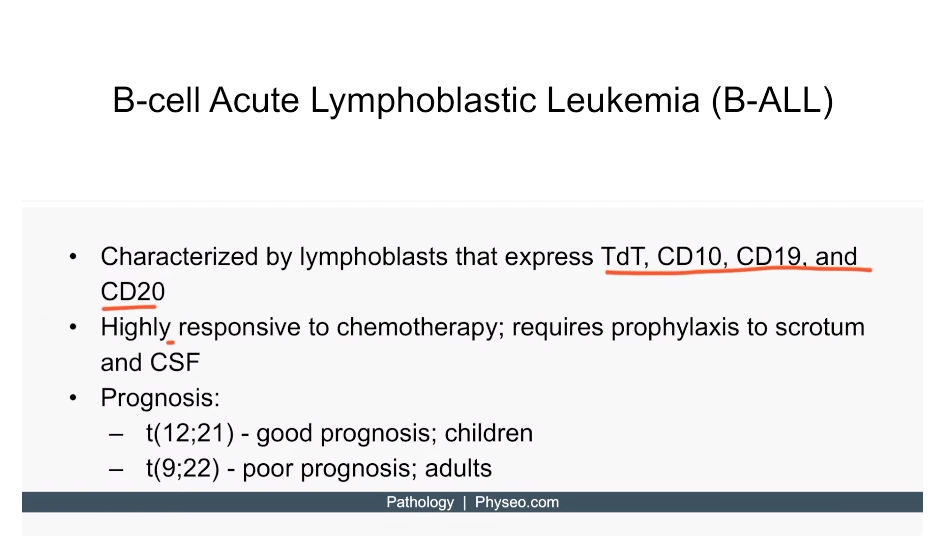 B-cell Acute Lymphoblastic Leukemia (B-ALL)
• Characterized by lymphoblasts that express TdT, CD10, CD19, and
CD20
• Highly responsive to chemotherapy; requires prophylaxis to scrotum
and CSF
• Prognosis:
– t(12;21) - good prognosis; children
– t(9;22) - poor prognosis; adults
Pathology | Physeo.com